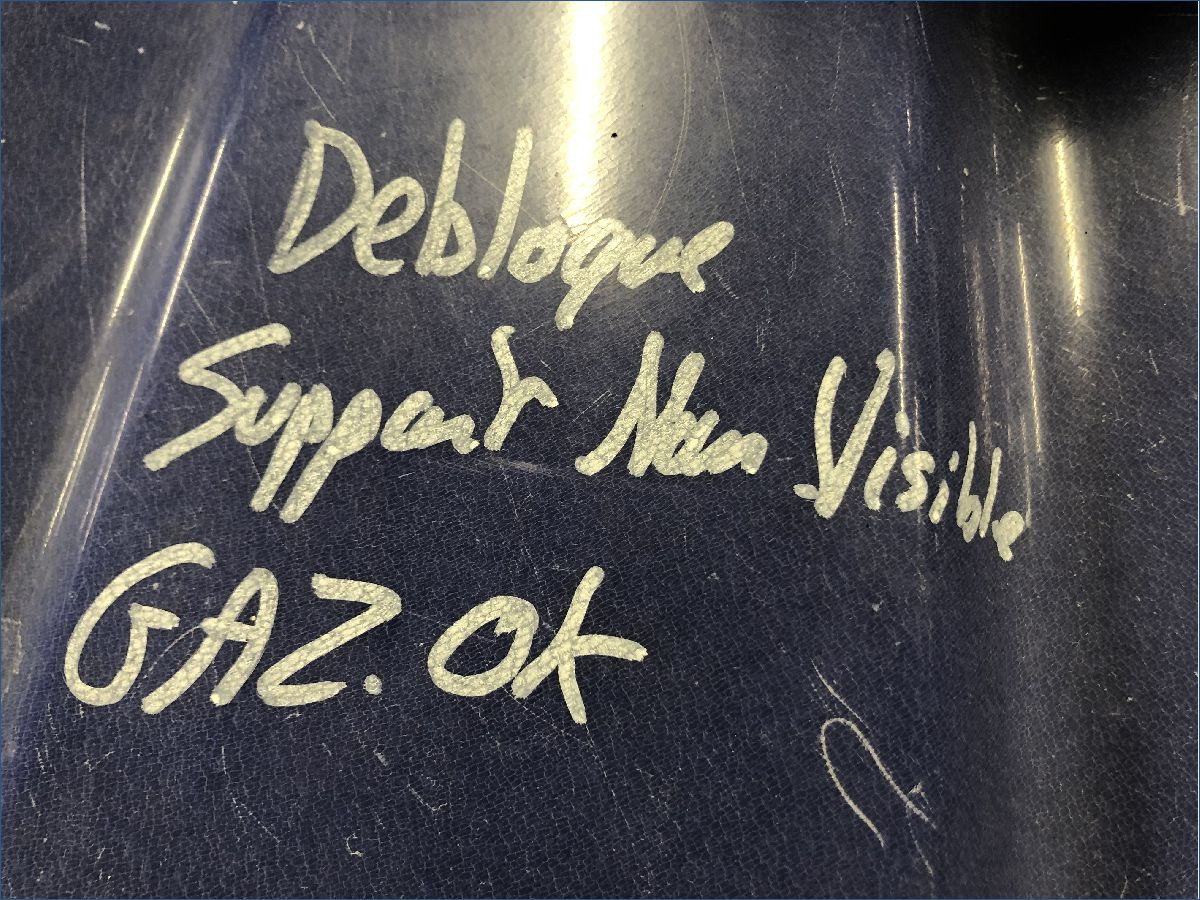 Debloque
Support Non Visible
GAZ. OK